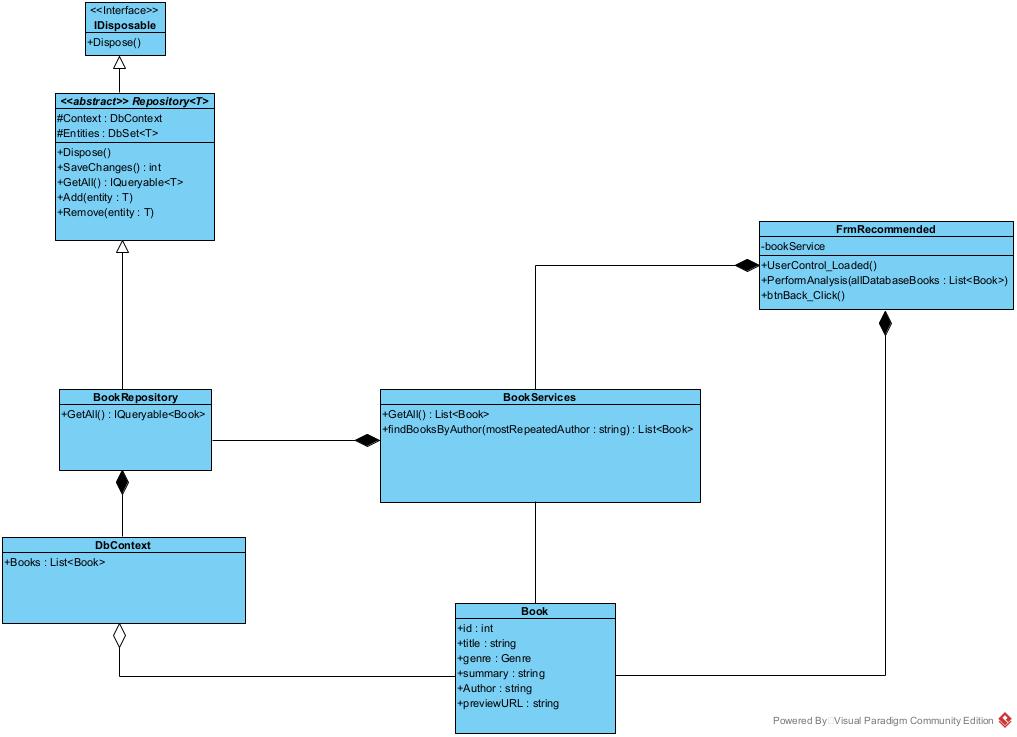 <<Interface>>
IDisposable
+Dispose()
<<abstract>> Repository<T>
#Context : DbContext
#Entities : DbSet<T>
+Dispose()
+SaveChanges() : int
+GetAll() : IQueryable<T>
+Add(entity : T)
+Remove(entity : T)
FrmRecommended
-bookService
+UserControl_Loaded()
+PerformAnalysis(allDatabaseBooks : List<Book>)
+btnBack_Click()
BookRepository
+GetAll() : IQueryable<Book>
BookServices
+GetAll() : List<Book>
+findBooksByAuthor(mostRepeatedAuthor : string) : List<Book>
DbContext
+Books : List<Book>
Book
+id : int
+title : string
+genre : Genre
+summary : string
+Author : string
+previewURL : string
Powered By Visual Paradigm Community Edition